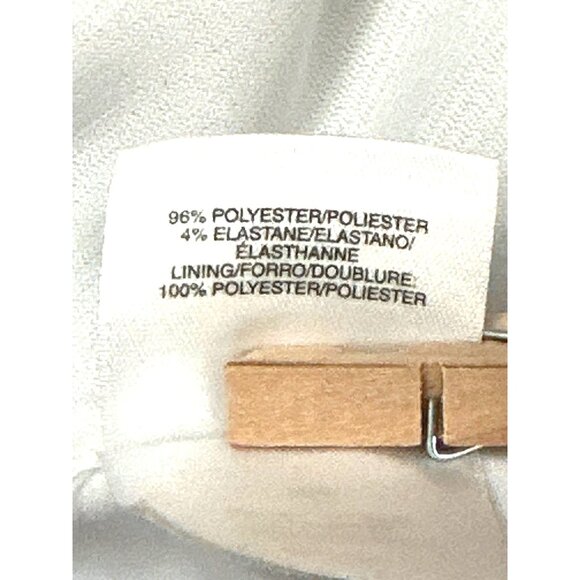 96% POLYESTER/POLIESTER
4% ELASTANE/ELASTANO/
ÉLASTHANNE
LINING/FORRO/DOUBLURE:
100% POLYESTER/POLIESTER